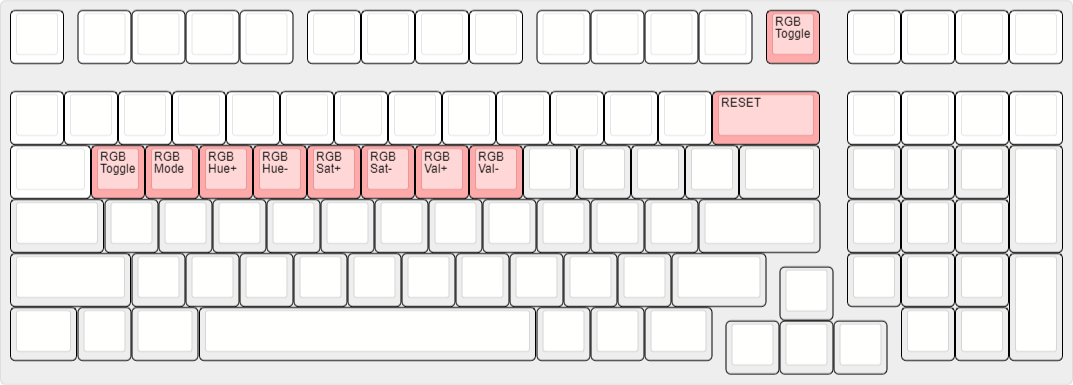 RGB
Toggle
RESET
RGB
Toggle
RGB
Mode
RGB
Hue+
RGB
Hue-
RGB
Sat+
RGB
Sat-
RGB
Val+
RGB
Val-